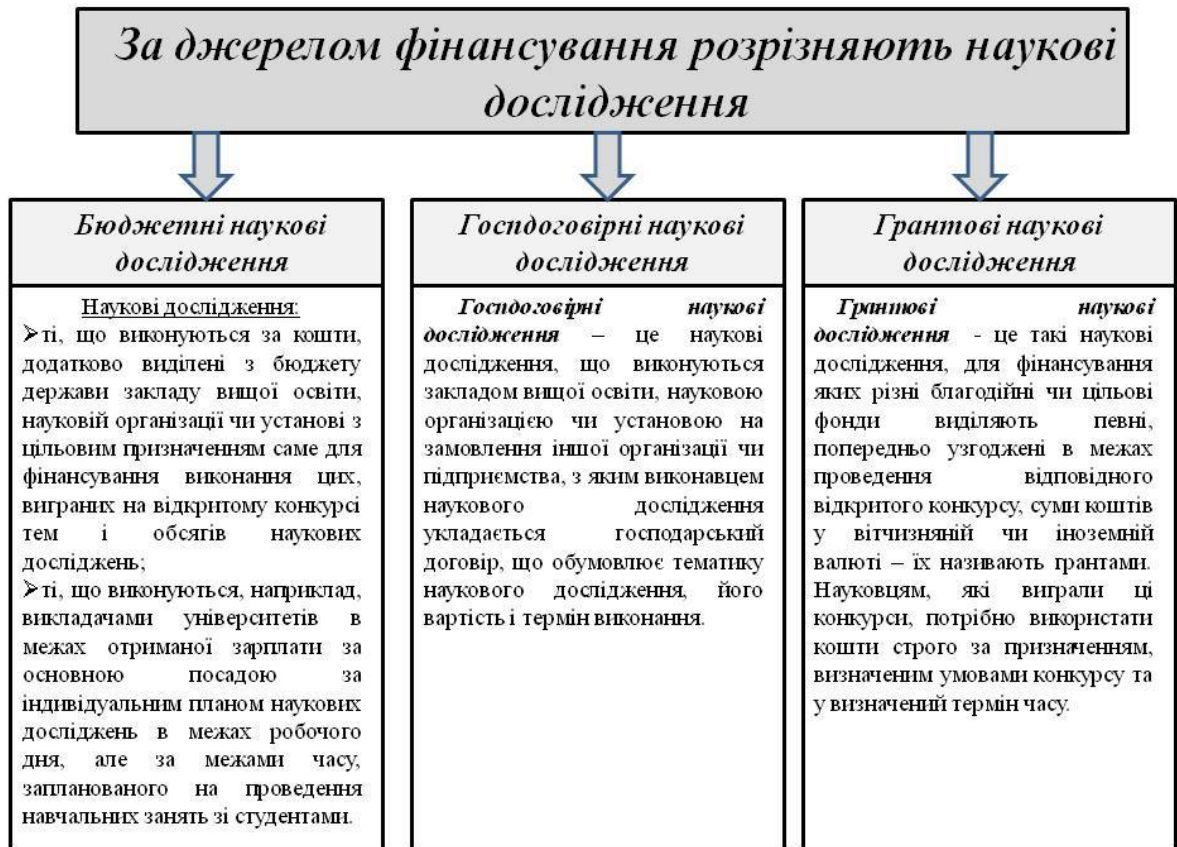 За джерелом фінансування розрізняють наукові
дослідження
Бюджетні наукові
дослідження
Наукові дослідження:
➢ті, що виконуються за кошти,
додатково виділені з бюджету
держави закладу вищої освіти,
науковій організації чи установі з
цільовим призначенням саме для
фінансування виконання цих,
виграних на відкритому конкурсі
тем і обсягів наукових
досліджень;
➢ті, що виконуються, наприклад,
викладачами університетів в
межах отриманої зарплати за
основною посадою за
індивідуальним планом наукових
досліджень в межах робочого
дня, але за межами часу,
запланованого на проведення
навчальних занять зі студентами.
Госпдоговірні наукові
дослідження
Госпдоговірні наукові
дослідження – це наукові
дослідження, що виконуються
закладом вищої освіти, науковою
організацією чи установою на
замовлення іншої організації чи
підприємства, з яким виконавцем
наукового дослідження
укладається господарський
договір, що обумовлює тематику
наукового дослідження, його
вартість і термін виконання.
Грантові наукові
дослідження
Грантові наукові
дослідження - це такі наукові
дослідження, для фінансування
яких різні благодійні чи цільові
фонди виділяють певні,
попередньо узгоджені в межах
проведення відповідного
відкритого конкурсу, суми коштів
у вітчизняній чи іноземній
валюті – їх називають грантами.
Науковцям, які виграли ці
конкурси, потрібно використати
кошти строго за призначенням,
визначеним умовами конкурсу та
у визначений термін часу.